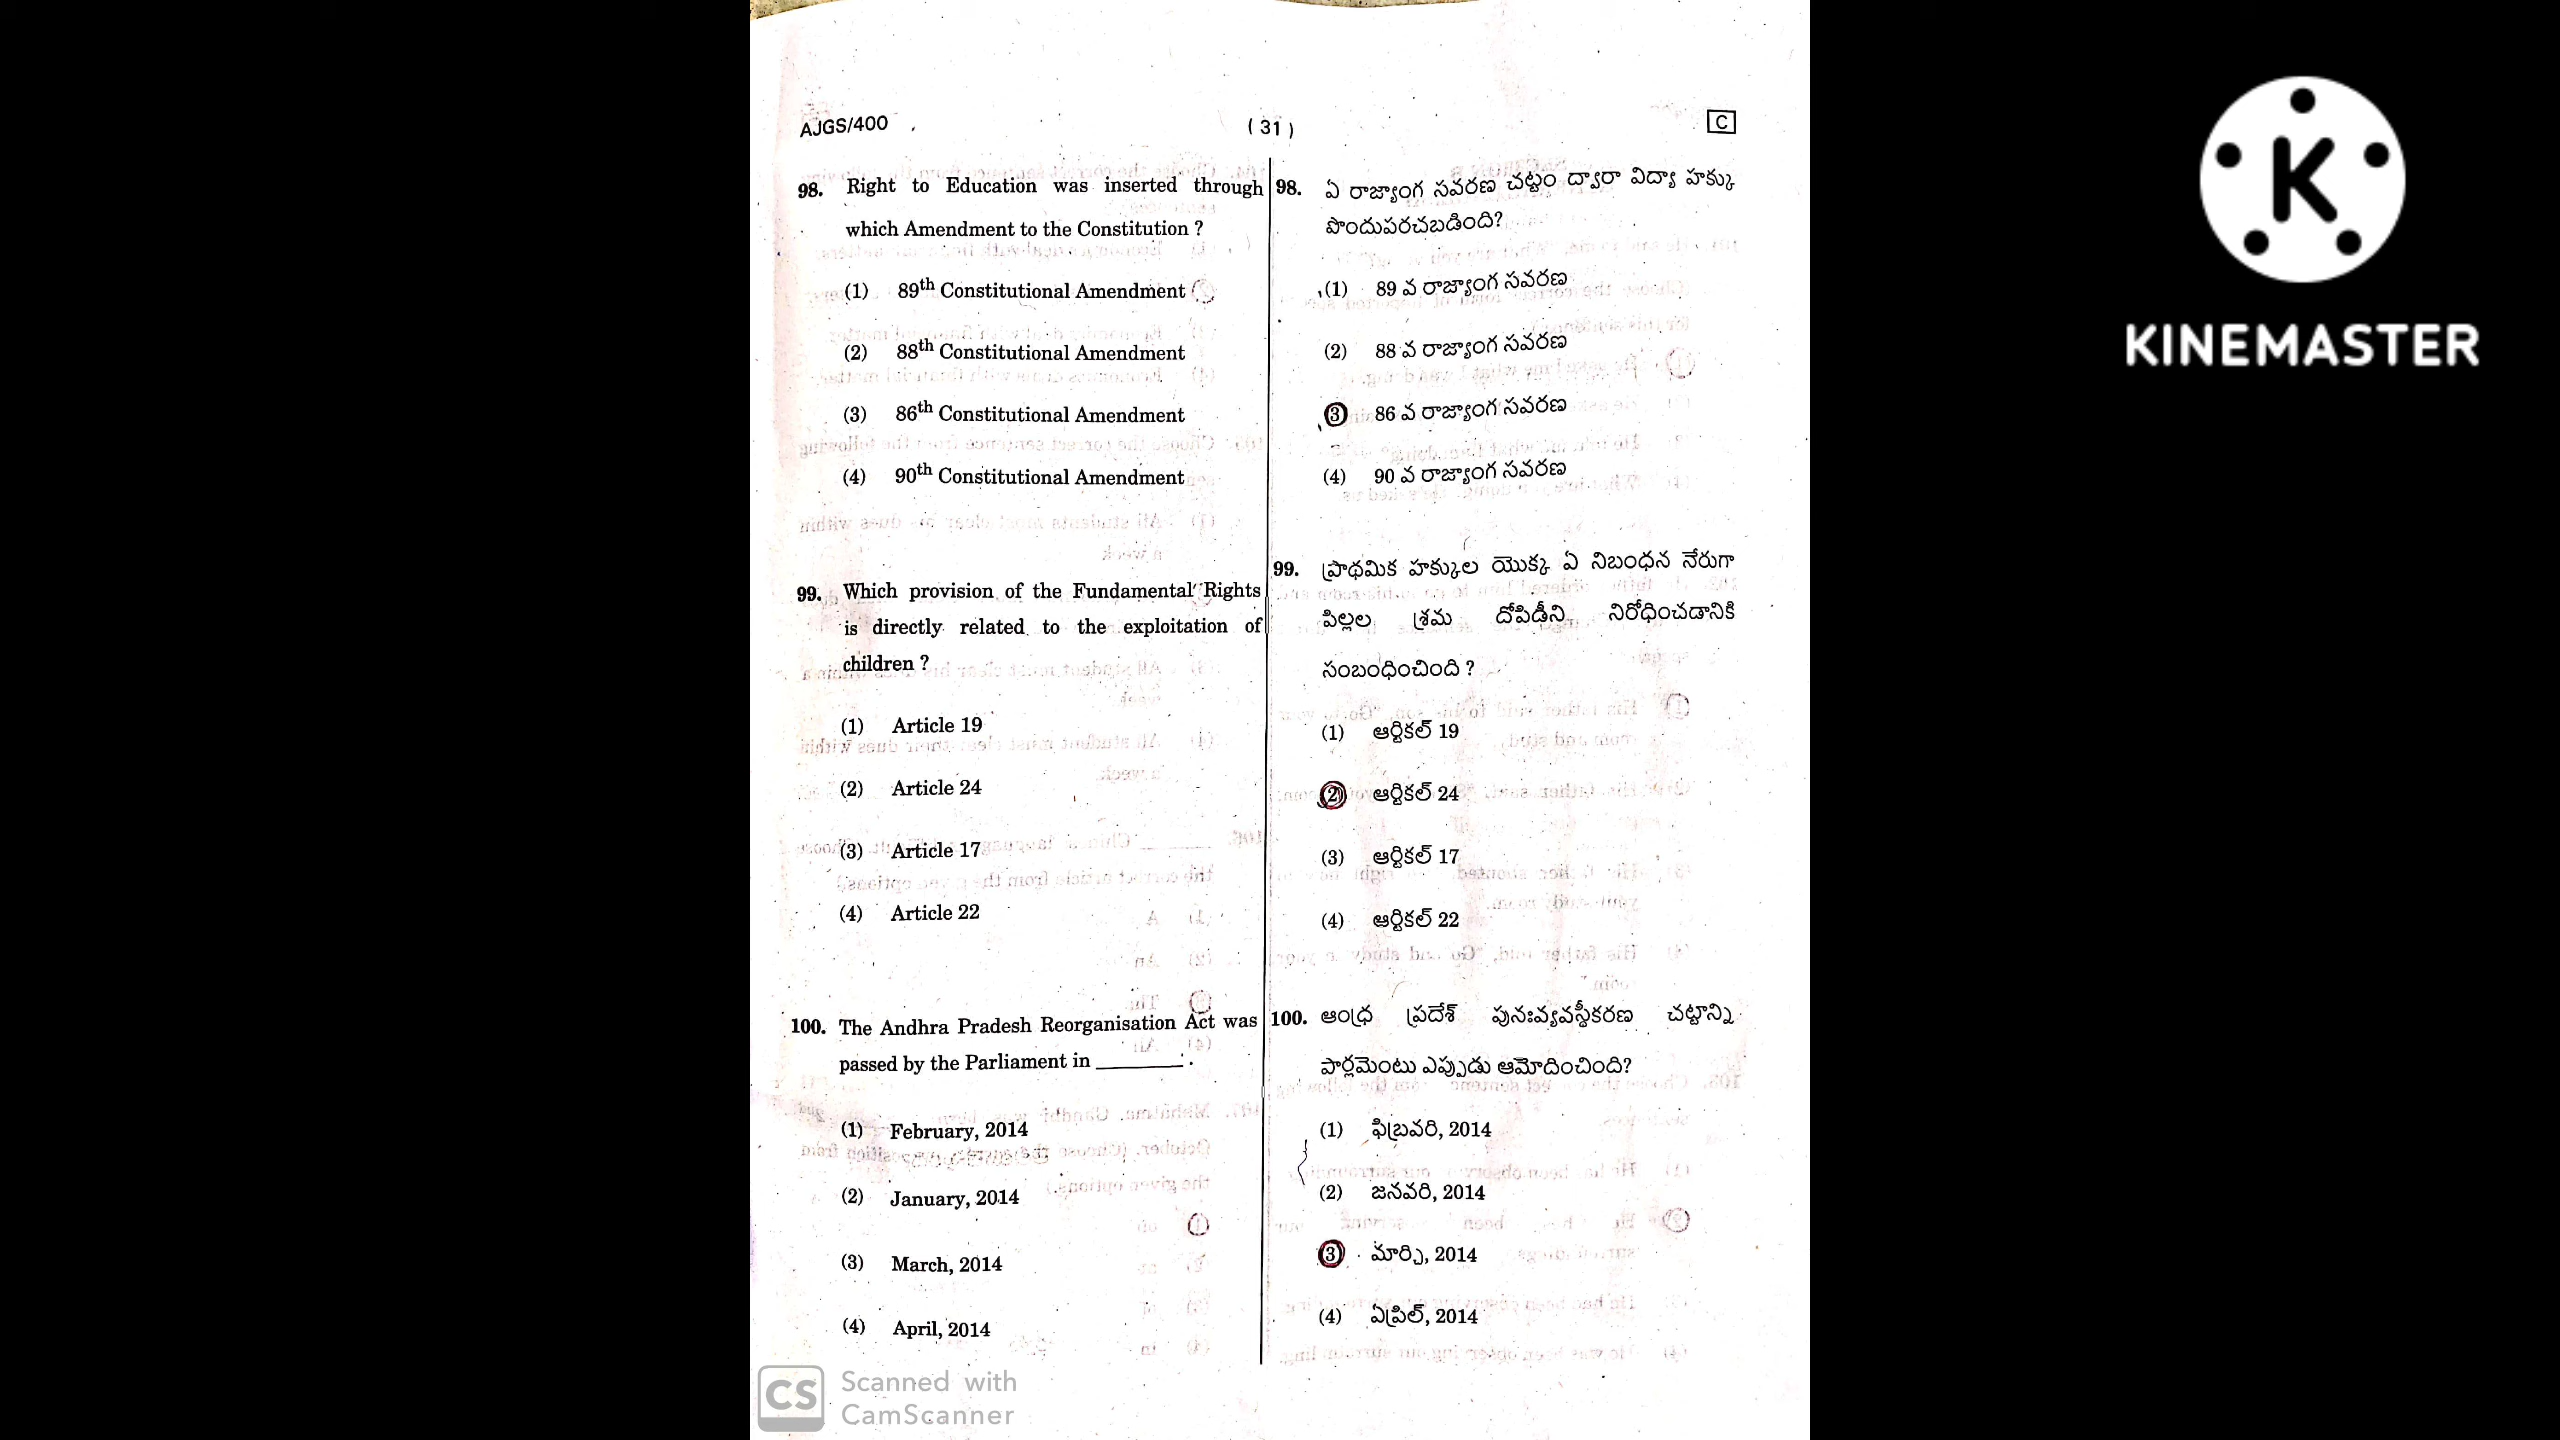 AJGS/400
( 31 )
C
98. Right to Education was inserted through
which Amendment to the Constitution ?
(1) 89th Constitutional Amendment
(2) 88th Constitutional Amendment
(3) 86th Constitutional Amendment
(4) 90th Constitutional Amendment
99. Which provision of the Fundamental Rights
is directly related to the exploitation of
children ?
(1) Article 19
(2) Article 24
(3) Article 17
(4) Article 22
100. The Andhra Pradesh Reorganisation Act was
passed by the Parliament in ________.
(1) February, 2014
(2) January, 2014
(3) March, 2014
(4) April, 2014
98. ఏ రాజ్యాంగ సవరణ చట్టం ద్వారా విద్యా హక్కు
పొందుపరచబడింది?
(1) 89 వ రాజ్యాంగ సవరణ
(2) 88 వ రాజ్యాంగ సవరణ
(3) 86 వ రాజ్యాంగ సవరణ
(4) 90 వ రాజ్యాంగ సవరణ
99. ప్రాథమిక హక్కుల యొక్క ఏ నిబంధన నేరుగా
పిల్లల శ్రమ దోపిడీని నిరోధించడానికి
సంబంధించింది ?
(1) ఆర్టికల్ 19
(2) ఆర్టికల్ 24
(3) ఆర్టికల్ 17
(4) ఆర్టికల్ 22
100. ఆంధ్ర ప్రదేశ్ పునఃవ్యవస్థీకరణ చట్టాన్ని
పార్లమెంటు ఎప్పుడు ఆమోదించింది?
(1) ఫిబ్రవరి, 2014
(2) జనవరి, 2014
(3) మార్చి, 2014
(4) ఏప్రిల్, 2014
CS
Scanned with
CamScanner
K
KINEMASTER